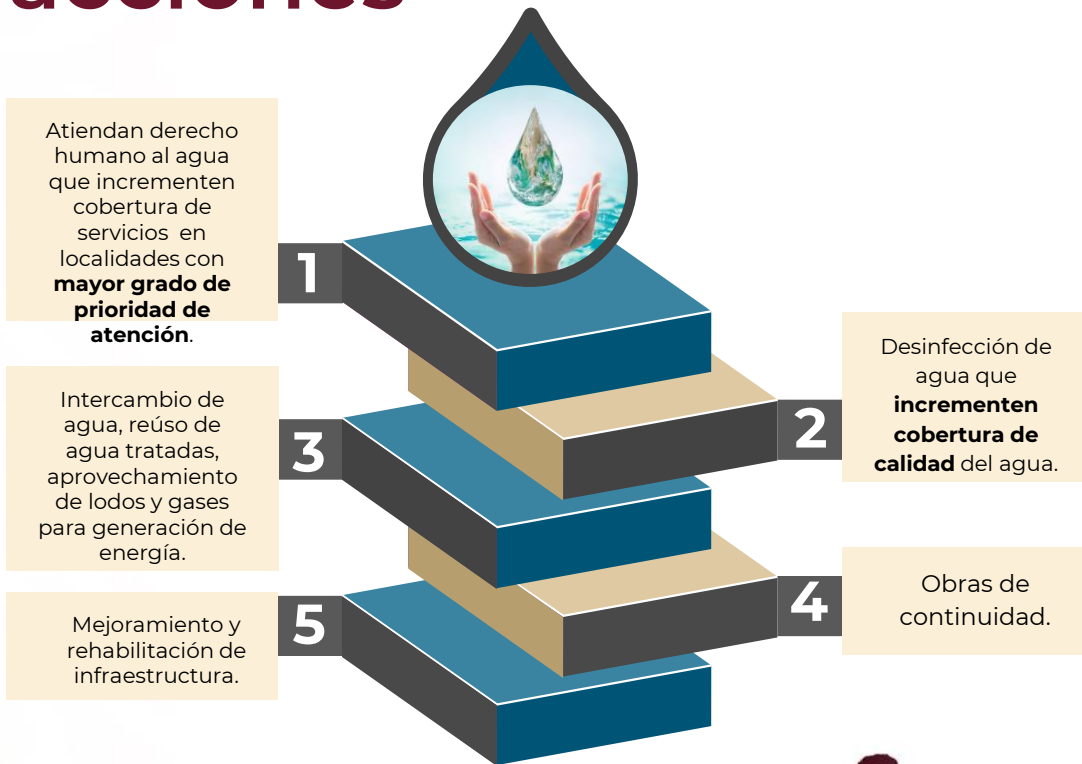 acciones
1
Atiendan derecho
humano al agua
que incrementen
cobertura de
servicios en
localidades con
mayor grado de
prioridad de
atención.
2
Desinfección de
agua que
incrementen
cobertura de
calidad del agua.
3
Intercambio de
agua, reúso de
agua tratadas,
aprovechamiento
de lodos y gases
para generación de
energía.
4
Obras de
continuidad.
5
Mejoramiento y
rehabilitación de
infraestructura.